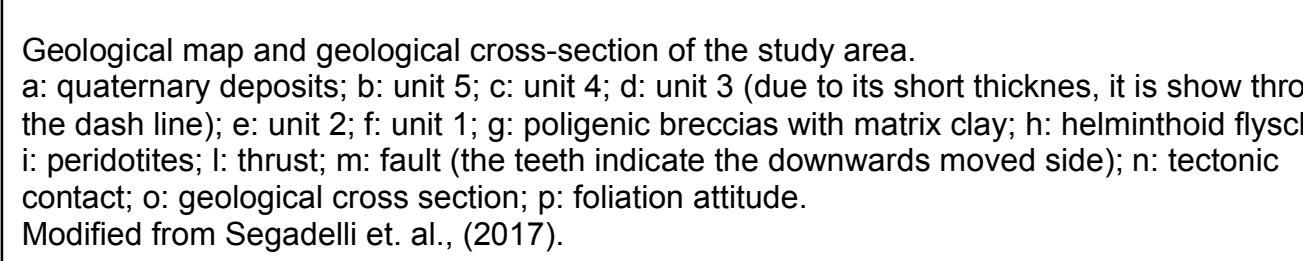 Geological map and geological cross-section of the study area.
a: quaternary deposits; b: unit 5; c: unit 4; d: unit 3 (due to its short thicknes, it is show thro
the dash line); e: unit 2; f: unit 1; g: poligenic breccias with matrix clay; h: helminthoid flysc
i: peridotites; l: thrust; m: fault (the teeth indicate the downwards moved side); n: tectonic
contact; o: geological cross section; p: foliation attitude.
Modified from Segadelli et. al., (2017).